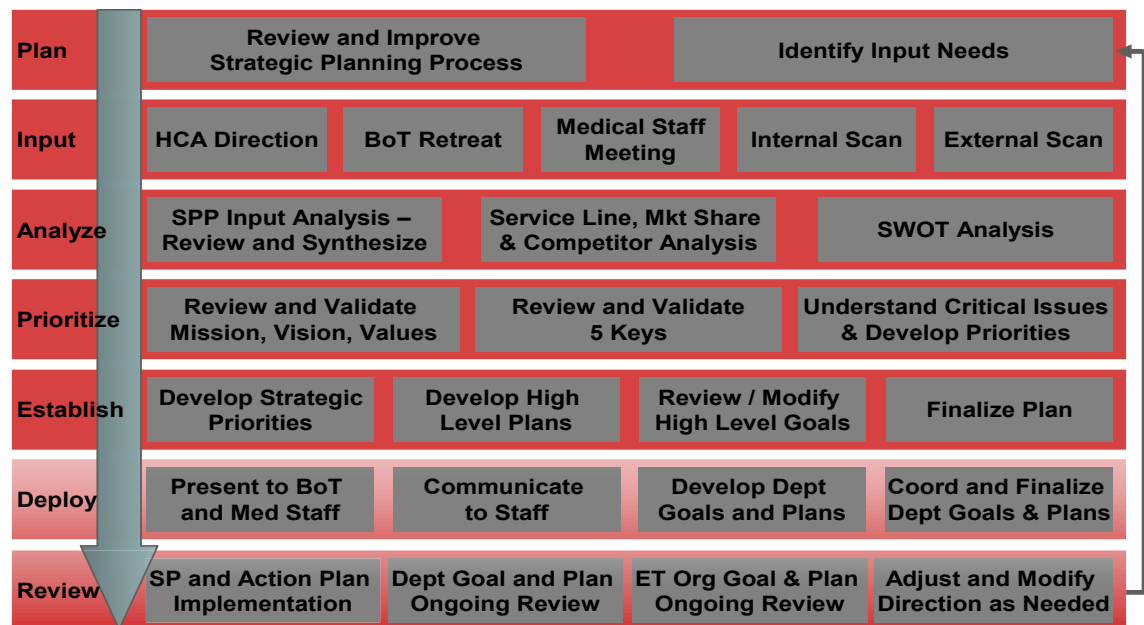 Plan
Review and Improve
Strategic Planning Process
Identify Input Needs
Input
HCA Direction
BoT Retreat
Medical Staff
Meeting
Internal Scan
External Scan
Analyze
SPP Input Analysis –
Review and Synthesize
Service Line, Mkt Share
& Competitor Analysis
SWOT Analysis
Prioritize
Review and Validate
Mission, Vision, Values
Review and Validate
5 Keys
Understand Critical Issues
& Develop Priorities
Establish
Develop Strategic
Priorities
Develop High
Level Plans
Review / Modify
High Level Goals
Finalize Plan
Deploy
Present to BoT
and Med Staff
Communicate
to Staff
Develop Dept
Goals and Plans
Coord and Finalize
Dept Goals & Plans
Review
SP and Action Plan
Implementation
Dept Goal and Plan
Ongoing Review
ET Org Goal & Plan
Ongoing Review
Adjust and Modify
Direction as Needed